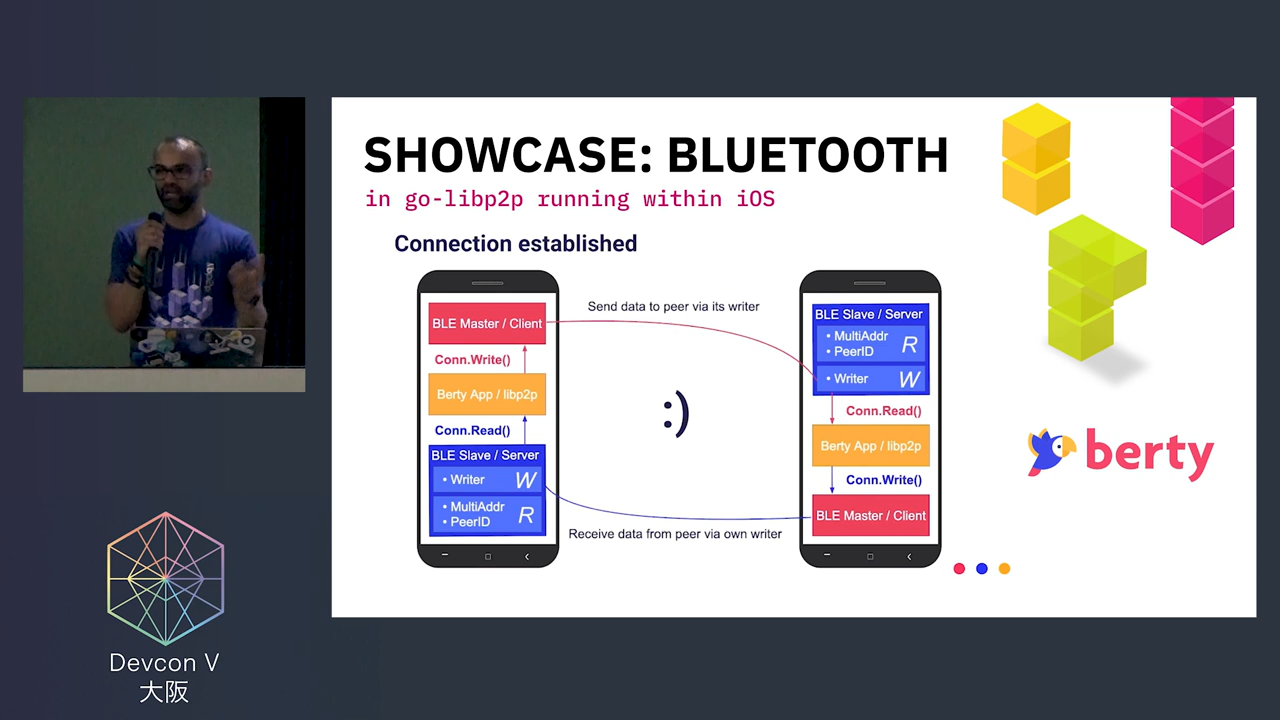 SHOWCASE: BLUETOOTH
in go-libp2p running within iOS
Connection established
BLE Master / Client
Conn.Write()
Berty App / libp2p
Conn.Read()
BLE Slave / Server
• Writer W
• MultiAddr
• PeerID
R
Send data to peer via its writer
:)
Receive data from peer via own writer
BLE Slave / Server
• MultiAddr
• PeerID
R
• Writer W
Conn.Read()
Berty App / libp2p
Conn.Write()
BLE Master / Client
berty
Devcon V
大阪